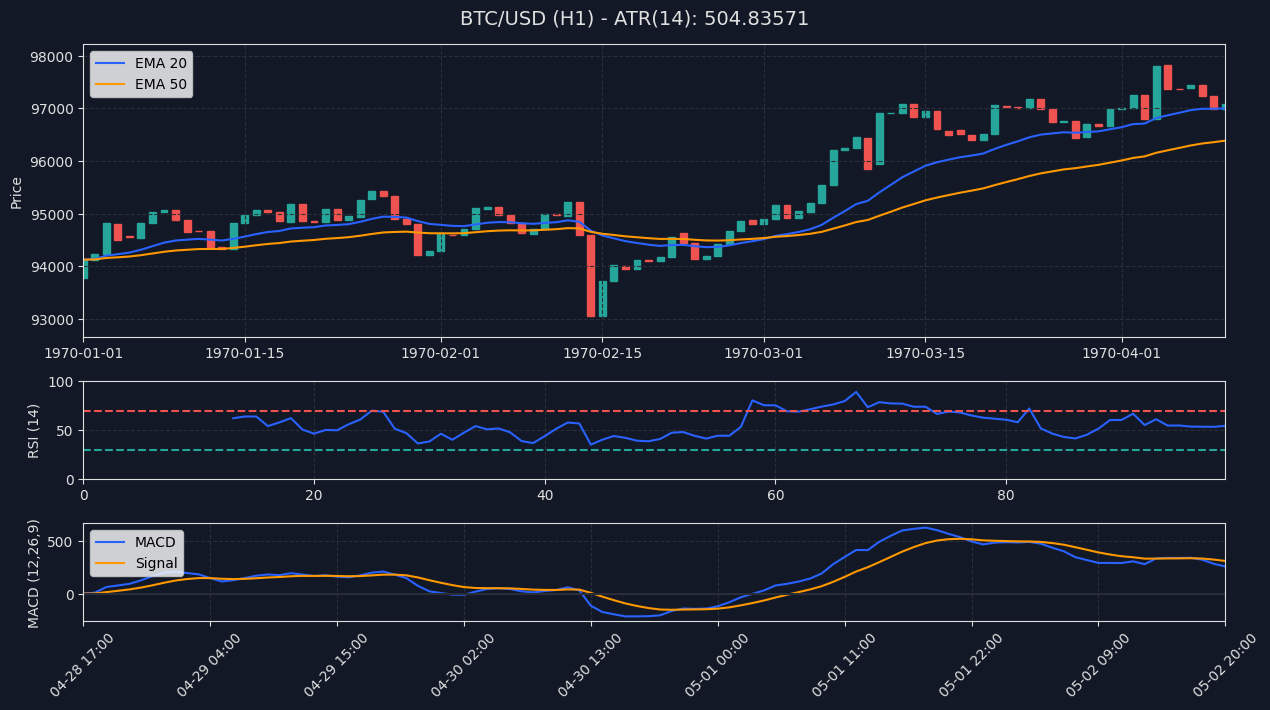 BTC/USD (H1) - ATR(14): 504.83571
98000
97000
96000
95000
94000
93000
Price
EMA 20
EMA 50
1970-01-01 1970-01-15 1970-02-01 1970-02-15 1970-03-01 1970-03-15 1970-04-01
100
50
0
RSI (14)
0 20 40 60 80
500
0
MACD (12,26,9)
MACD
Signal
04-28 17:00 04-29 04:00 04-29 15:00 04-30 02:00 04-30 13:00 05-01 00:00 05-01 11:00 05-01 22:00 05-02 09:00 05-02 20:00